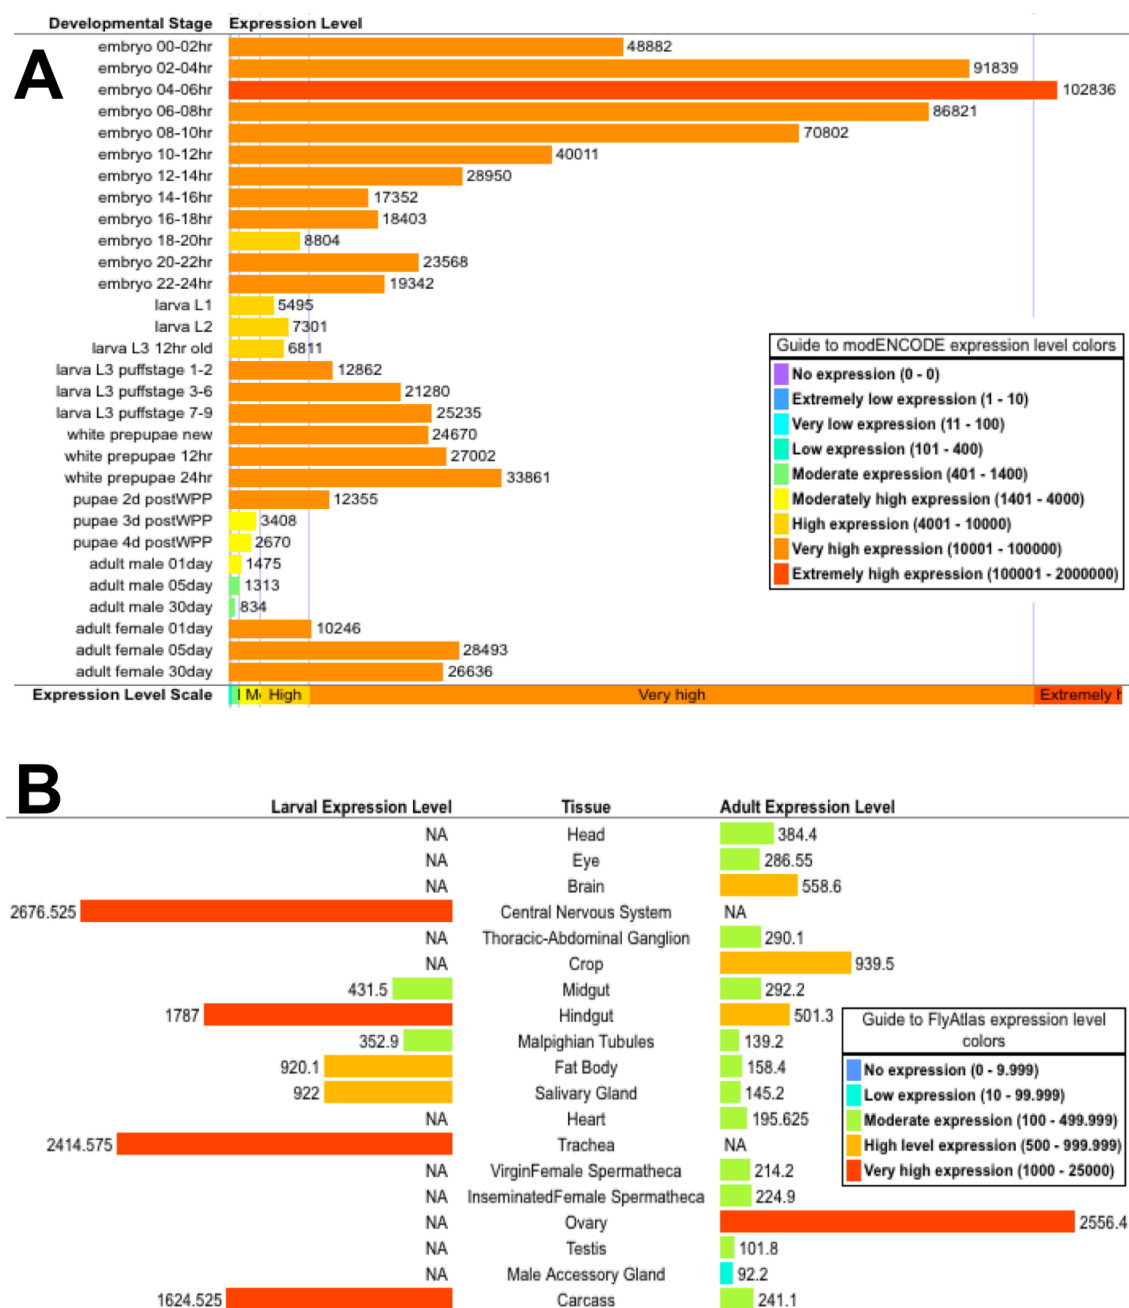 Developmental Stage Expression Level
A
embryo 00-02hr 48882
embryo 02-04hr 91839
embryo 04-06hr 102836
embryo 06-08hr 86821
embryo 08-10hr 70802
embryo 10-12hr 40011
embryo 12-14hr 28950
embryo 14-16hr 17352
embryo 16-18hr 18403
embryo 18-20hr 8804
embryo 20-22hr 23568
embryo 22-24hr 19342
larva L1 5495
larva L2 7301
larva L3 12hr old 6811
larva L3 puffstage 1-2 12862
larva L3 puffstage 3-6 21280
larva L3 puffstage 7-9 25235
white prepupae new 24670
white prepupae 12hr 27002
white prepupae 24hr 33861
pupae 2d postWPP 12355
pupae 3d postWPP 3408
pupae 4d postWPP 2670
adult male 01day 1475
adult male 05day 1313
adult male 30day 834
adult female 01day 10246
adult female 05day 28493
adult female 30day 26636
Expression Level Scale High Very high Extremely
Guide to modENCODE expression level colors
No expression (0 - 0)
Extremely low expression (1 - 10)
Very low expression (11 - 100)
Low expression (101 - 400)
Moderate expression (401 - 1400)
Moderately high expression (1401 - 4000)
High expression (4001 - 10000)
Very high expression (10001 - 100000)
Extremely high expression (100001 - 2000000)
B
Larval Expression Level Tissue Adult Expression Level
NA Head 384.4
NA Eye 286.55
NA Brain 558.6
2676.525 Central Nervous System NA
NA Thoracic-Abdominal Ganglion 290.1
NA Crop 939.5
431.5 Midgut 292.2
1787 Hindgut 501.3
352.9 Malpighian Tubules 139.2
920.1 Fat Body 158.4
922 Salivary Gland 145.2
NA Heart 195.625
2414.575 Trachea NA
NA VirginFemale Spermatheca 214.2
NA InseminatedFemale Spermatheca 224.9
NA Ovary 2556.4
NA Testis 101.8
NA Male Accessory Gland 92.2
1624.525 Carcass 241.1
Guide to FlyAtlas expression level
colors
No expression (0 - 9.999)
Low expression (10 - 99.999)
Moderate expression (100 - 499.999)
High level expression (500 - 999.999)
Very high expression (1000 - 25000)